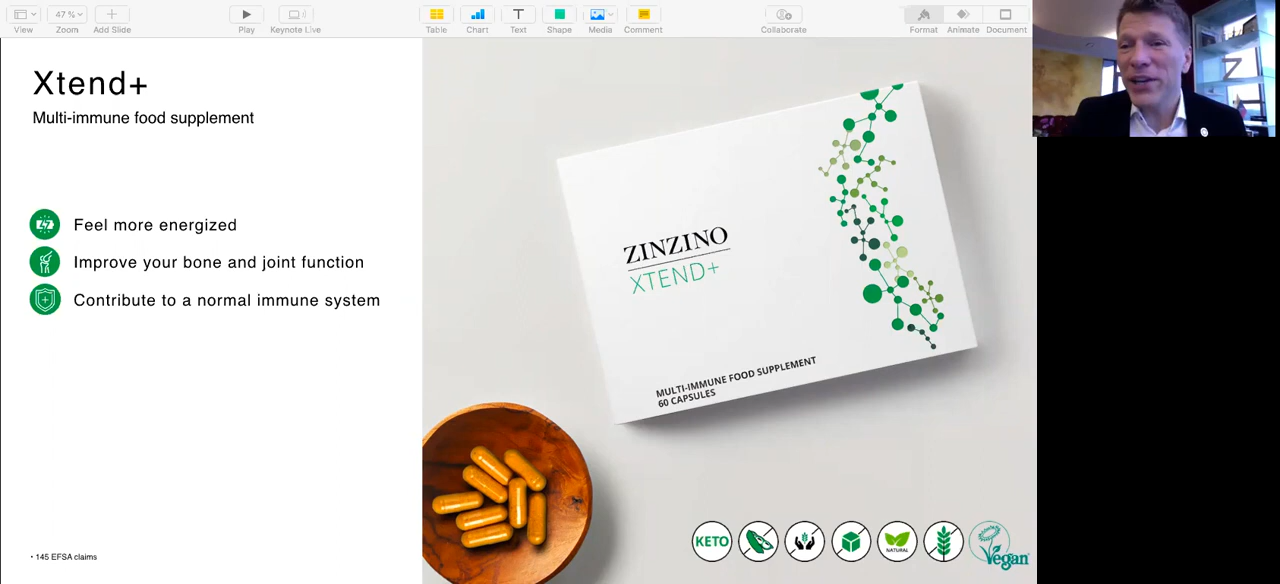 View
47 %
Zoom
Add Slide
Play
Keynote Live
Table
Chart
Text
Shape
Media
Comment
Collaborate
Format
Animate
Document
Xtend+
Multi-immune food supplement
Feel more energized
Improve your bone and joint function
Contribute to a normal immune system
• 145 EFSA claims
ZINZINO
XTEND+
MULTI-IMMUNE FOOD SUPPLEMENT
60 CAPSULES
KETO
NATURAL
Vegan
Z